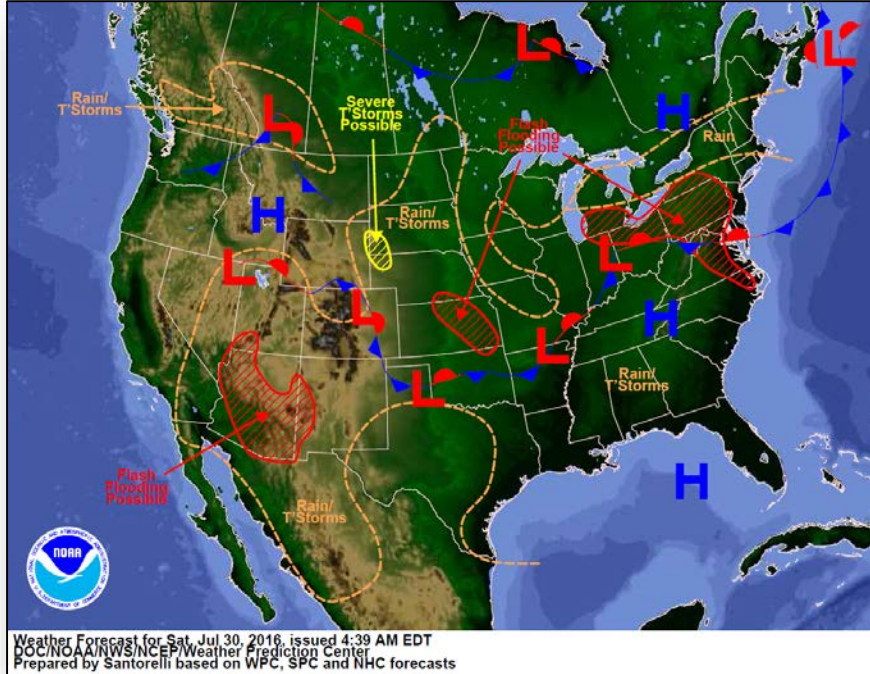 Rain/
T'Storms
L
Severe
T'Storms
Possible
L
L
H
Flash
Flooding
Possible
Rain
H
Rain/
T'Storms
L
L
L
H
L
L
Rain/
T'Storms
Flash
Flooding
Possible
Rain/
T'Storms
H
NOAA
Weather Forecast for Sat, Jul 30, 2016, issued 4:39 AM EDT
DOC/NOAA/NWS/NCEP/Weather Prediction Center
Prepared by Santorelli based on WPC, SPC and NHC forecasts